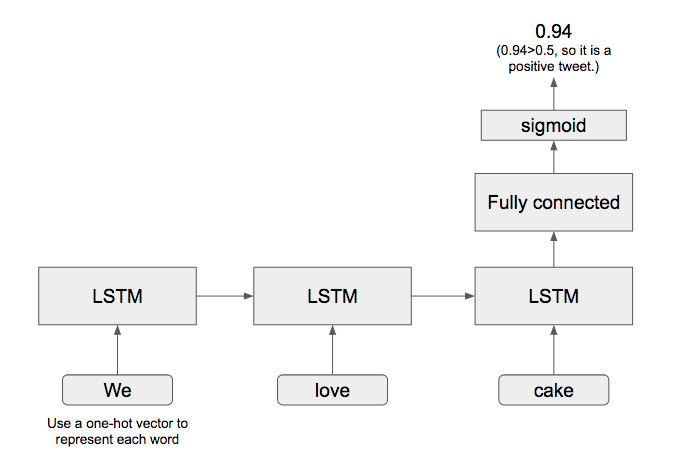 0.94
(0.94>0.5, so it is a
positive tweet.)
sigmoid
Fully connected
LSTM
LSTM
LSTM
We
love
cake
Use a one-hot vector to
represent each word